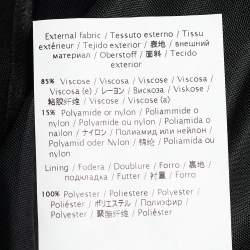 External fabric / Tessuto esterno / Tissu
extérieur / Tejido exterior / 表地 / внешний
материал / Oberstoff / 面料 / Tecido
exterior
85% Viscose / Viscosa / Viscose / Viscosa
Viscosa (e) / レーヨン / Вискоза / Viskose /
粘胶纤维 / Viscose / Viscose (a)
15% Polyamide or nylon / Poliammide o
nylon / Polyamide ou nylon / Poliamida o
nailon / ナイロン / Полиамид или нейлон /
Polyamid oder Nylon / 锦纶 / Poliamida ou
nylon
Lining / Fodera / Doublure / Forro / 裏地 /
подкладка / Futter / 衬里 / Forro
100% Polyester / Poliestere / Polyester /
Poliéster / ポリエステル / Полиэфир /
Polyester / 聚酯纤维 / Poliéster